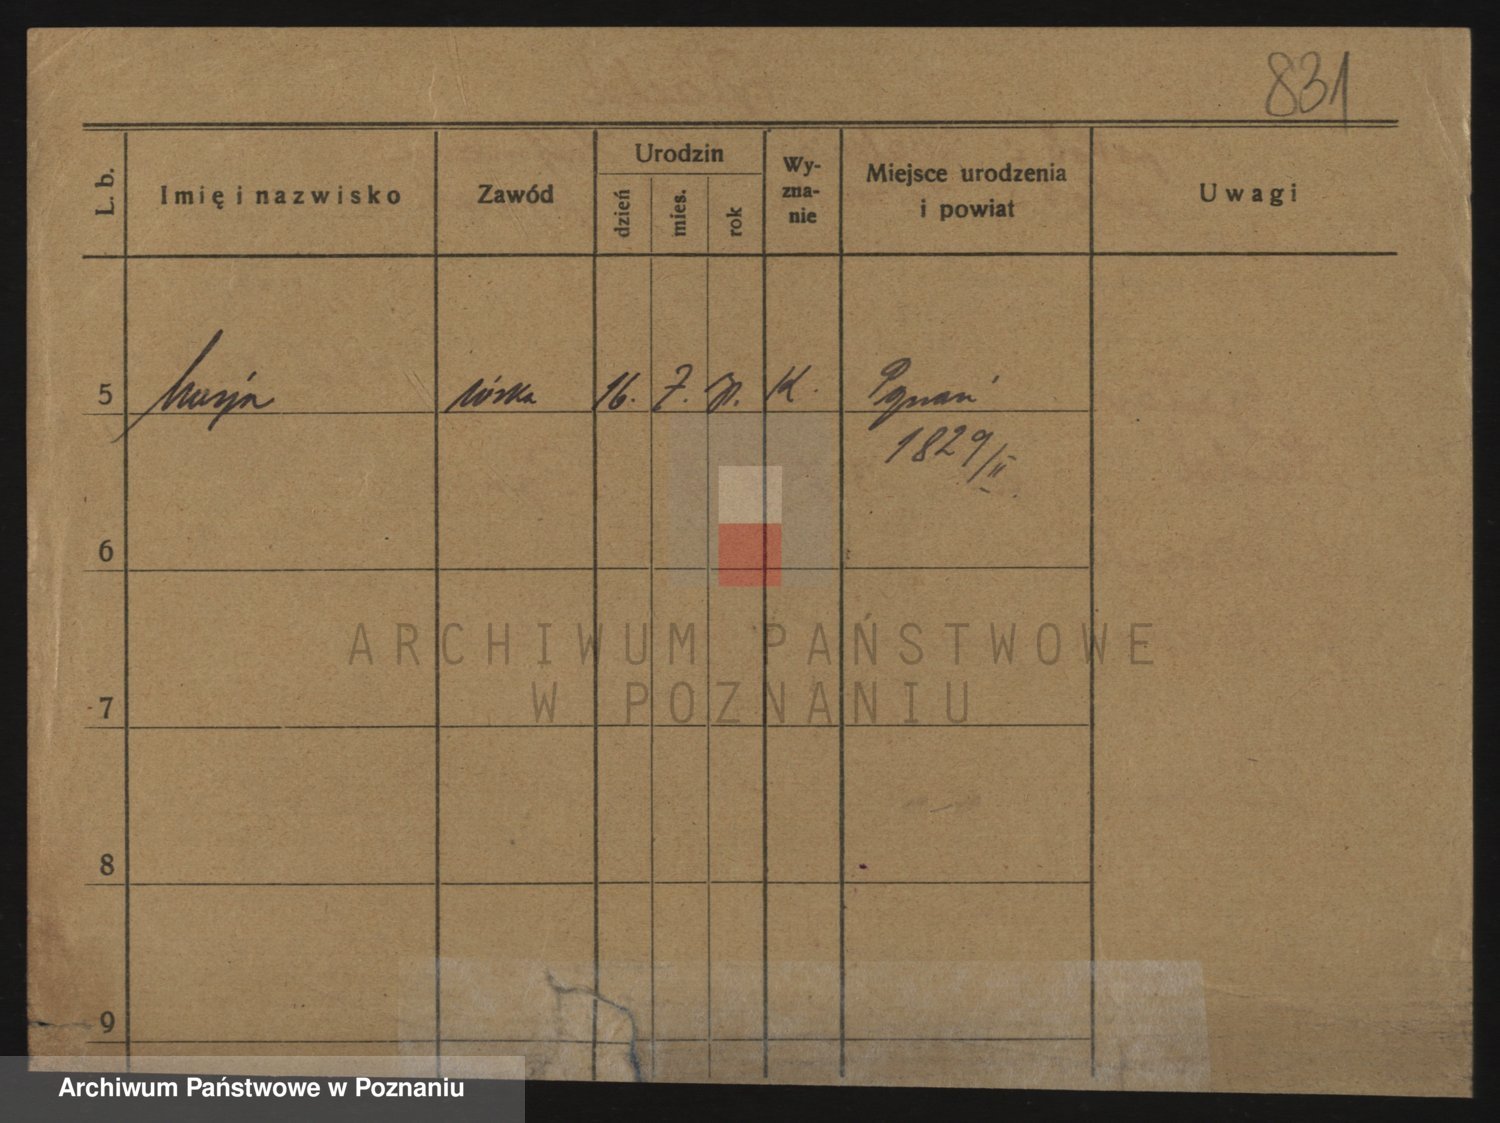 831
L. b.
Imię i nazwisko
Zawód
Urodzin
dzień
mies.
rok
Wy-
zna-
nie
Miejsce urodzenia
i powiat
Uwagi
5 Marja córka 16. 7. K. Poznań
1829/II
6
7
8
9
ARCHIWUM PAŃSTWOWE
W POZNANIU
Archiwum Państwowe w Poznaniu